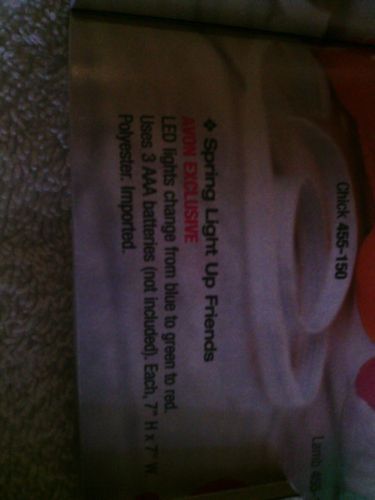 Chick 455-150
Lamb 455
❖ Spring Light Up Friends
AVON EXCLUSIVE
LED lights change from blue to green to red.
Uses 3 AAA batteries (not included). Each, 7" H x 7" W.
Polyester. Imported.